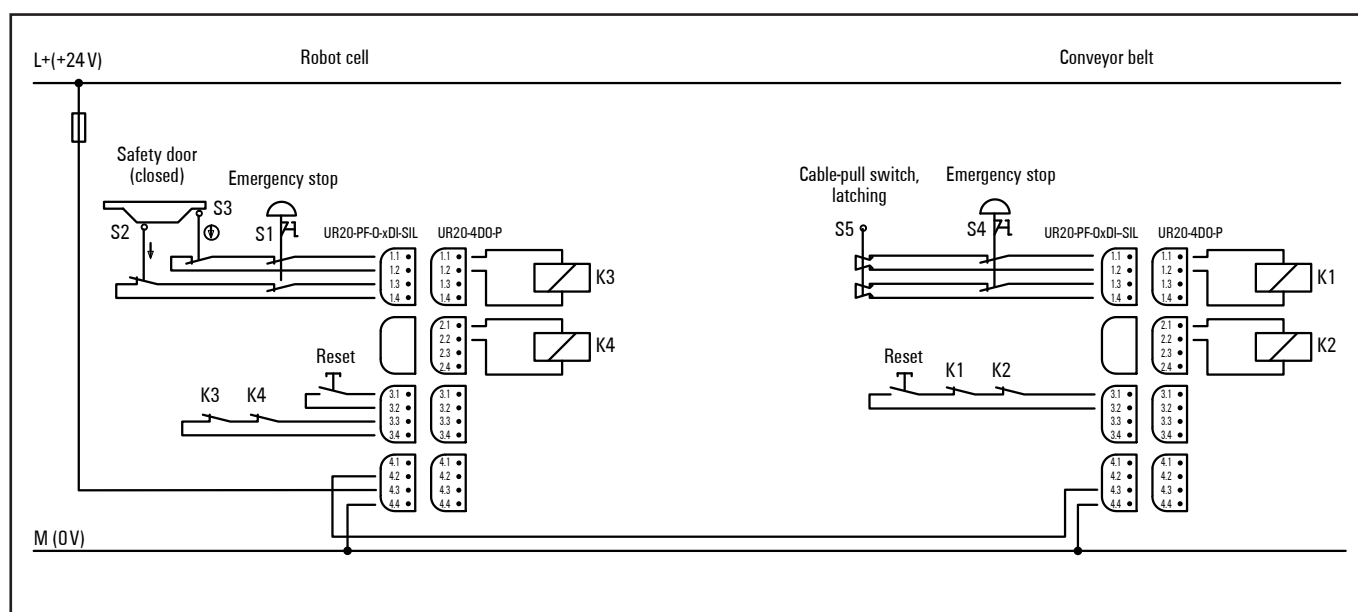 L+(+24 V)
Robot cell
Conveyor belt
Safety door
(closed)
Emergency stop
S3
S2
S1
UR20-PF-O-xDI-SIL
UR20-4DO-P
1.1
1.2
1.3
1.4
1.1
1.2
1.3
1.4
K3
2.1
2.2
2.3
2.4
K4
Reset
K3
K4
3.1
3.2
3.3
3.4
3.1
3.2
3.3
3.4
4.1
4.2
4.3
4.4
4.1
4.2
4.3
4.4
Cable-pull switch,
latching
Emergency stop
S5
S4
UR20-PF-OxDI–SIL
UR20-4DO-P
1.1
1.2
1.3
1.4
1.1
1.2
1.3
1.4
K1
2.1
2.2
2.3
2.4
K2
Reset
K1
K2
3.1
3.2
3.3
3.4
3.1
3.2
3.3
3.4
4.1
4.2
4.3
4.4
4.1
4.2
4.3
4.4
M (0 V)